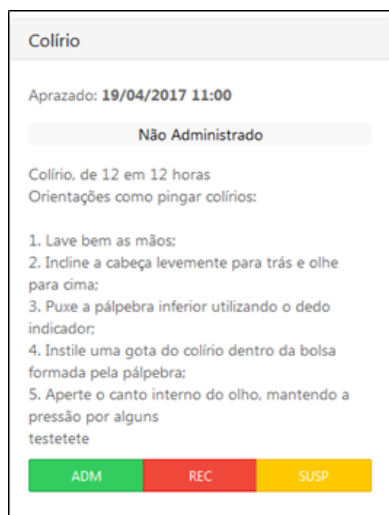 Colírio
Aprazado: 19/04/2017 11:00
Não Administrado
Colírio, de 12 em 12 horas
Orientações como pingar colírios:
1. Lave bem as mãos;
2. Incline a cabeça levemente para trás e olhe
para cima;
3. Puxe a pálpebra inferior utilizando o dedo
indicador;
4. Instile uma gota do colírio dentro da bolsa
formada pela pálpebra;
5. Aperte o canto interno do olho, mantendo a
pressão por alguns
testetete
ADM REC SUSP